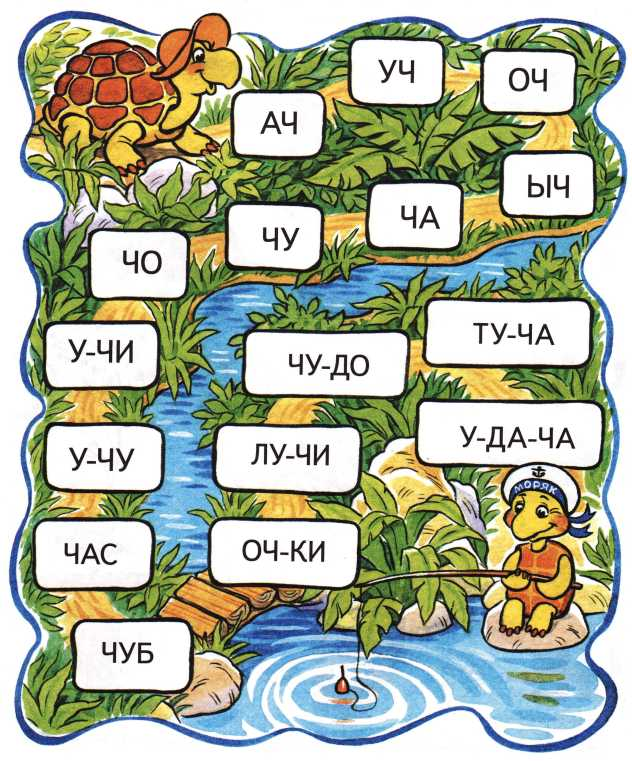 УЧ
ОЧ
АЧ
ЫЧ
ЧА
ЧУ
ЧО
ТУ-ЧА
У-ЧИ
ЧУ-ДО
У-ДА-ЧА
У-ЧУ
ЛУ-ЧИ
МОРЯК
ЧАС
ОЧ-КИ
ЧУБ